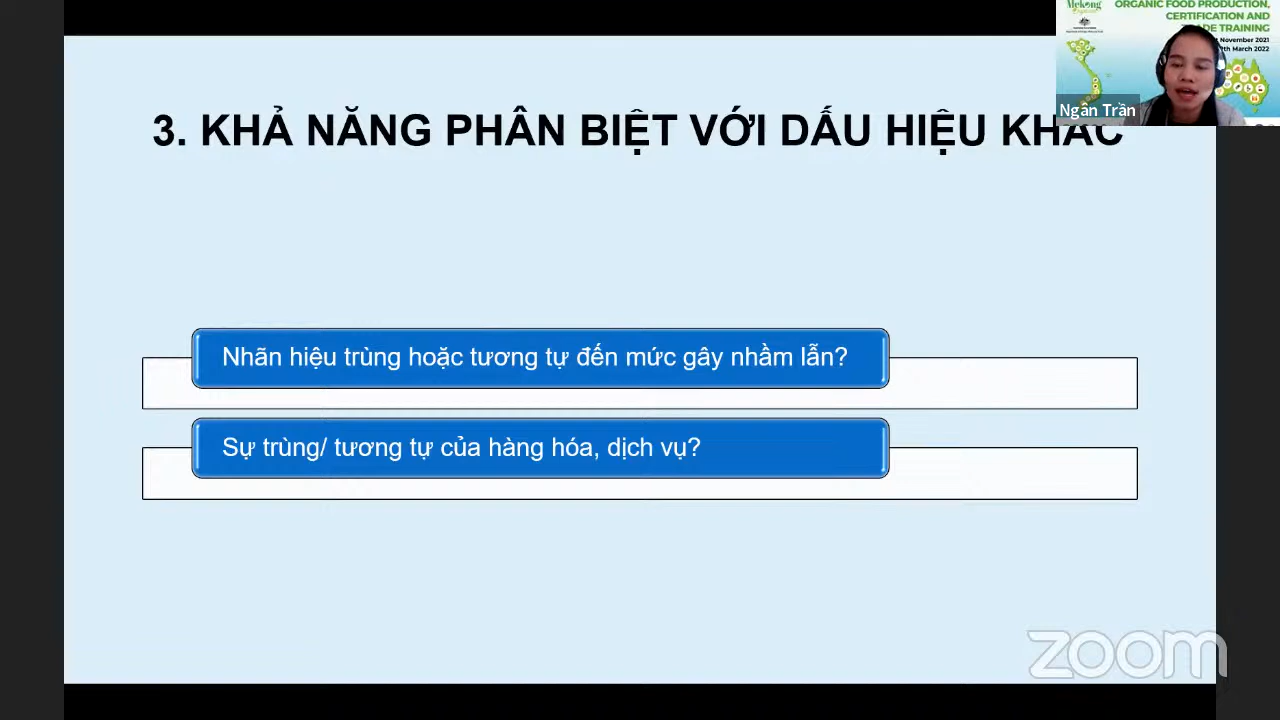 Mekong
ORGANIC FOOD PRODUCTION,
CERTIFICATION AND
TRADE TRAINING
November 2021
March 2022
Ngân Trần
3. KHẢ NĂNG PHÂN BIỆT VỚI DẤU HIỆU KHÁC
Nhãn hiệu trùng hoặc tương tự đến mức gây nhầm lẫn?
Sự trùng/ tương tự của hàng hóa, dịch vụ?
zoom